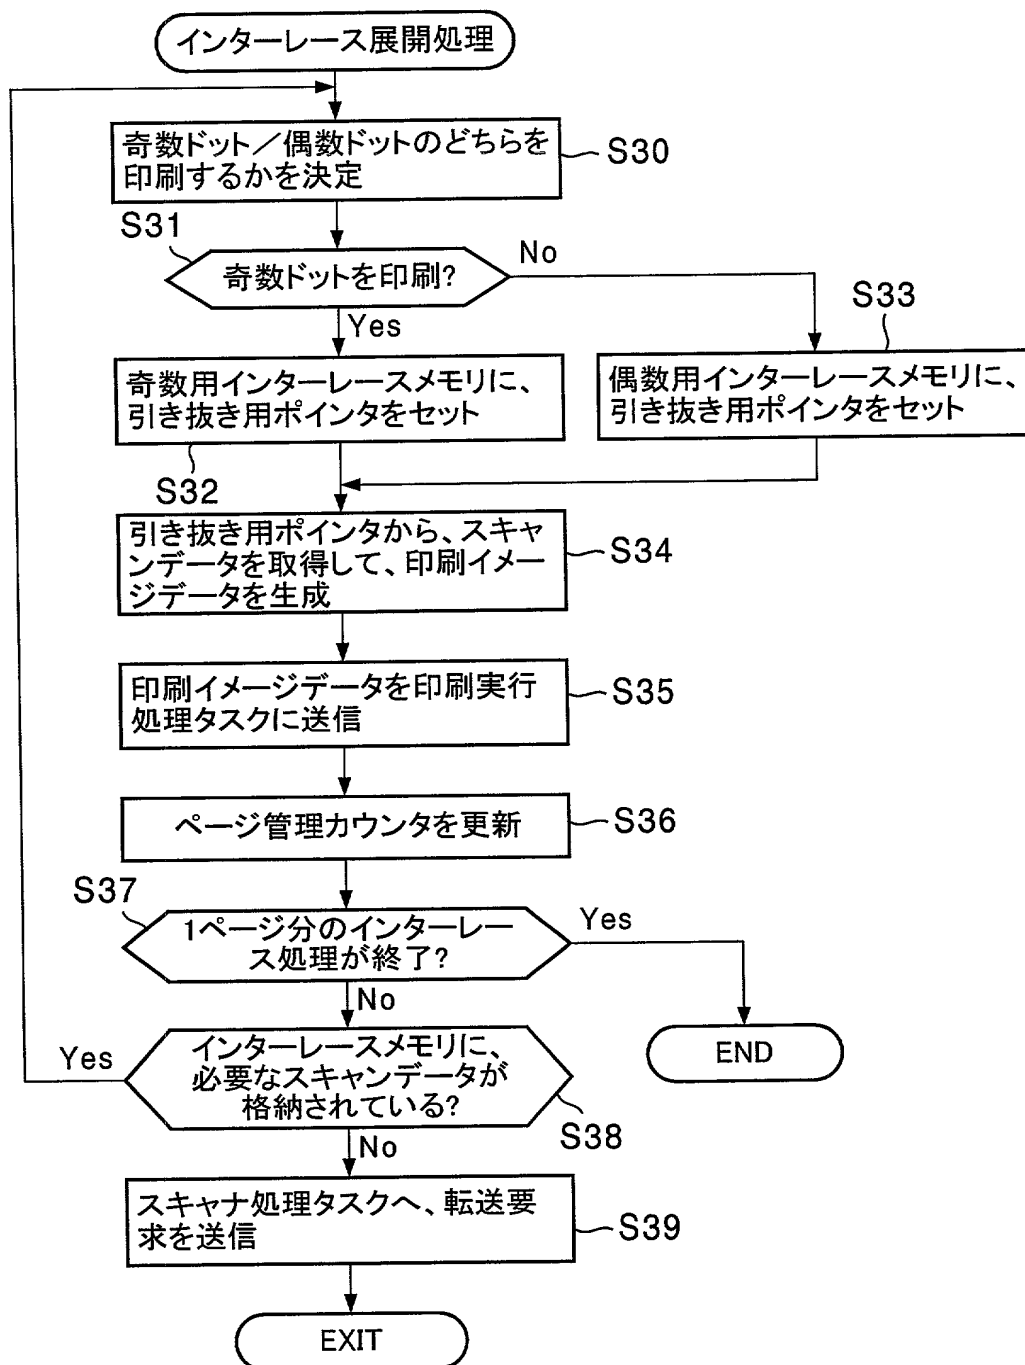 インターレース展開処理
奇数ドット／偶数ドットのどちらを
印刷するかを決定
S30
S31
奇数ドットを印刷?
No
Yes
S33
奇数用インターレースメモリに、
引き抜き用ポインタをセット
S32
偶数用インターレースメモリに、
引き抜き用ポインタをセット
引き抜き用ポインタから、スキャ
ンデータを取得して、印刷イメー
ジデータを生成
S34
印刷イメージデータを印刷実行
処理タスクに送信
S35
ページ管理カウンタを更新
S36
S37
1ページ分のインターレー
ス処理が終了?
Yes
No
END
Yes
インターレースメモリに、
必要なスキャンデータが
格納されている?
S38
No
スキャナ処理タスクへ、転送要
求を送信
S39
EXIT